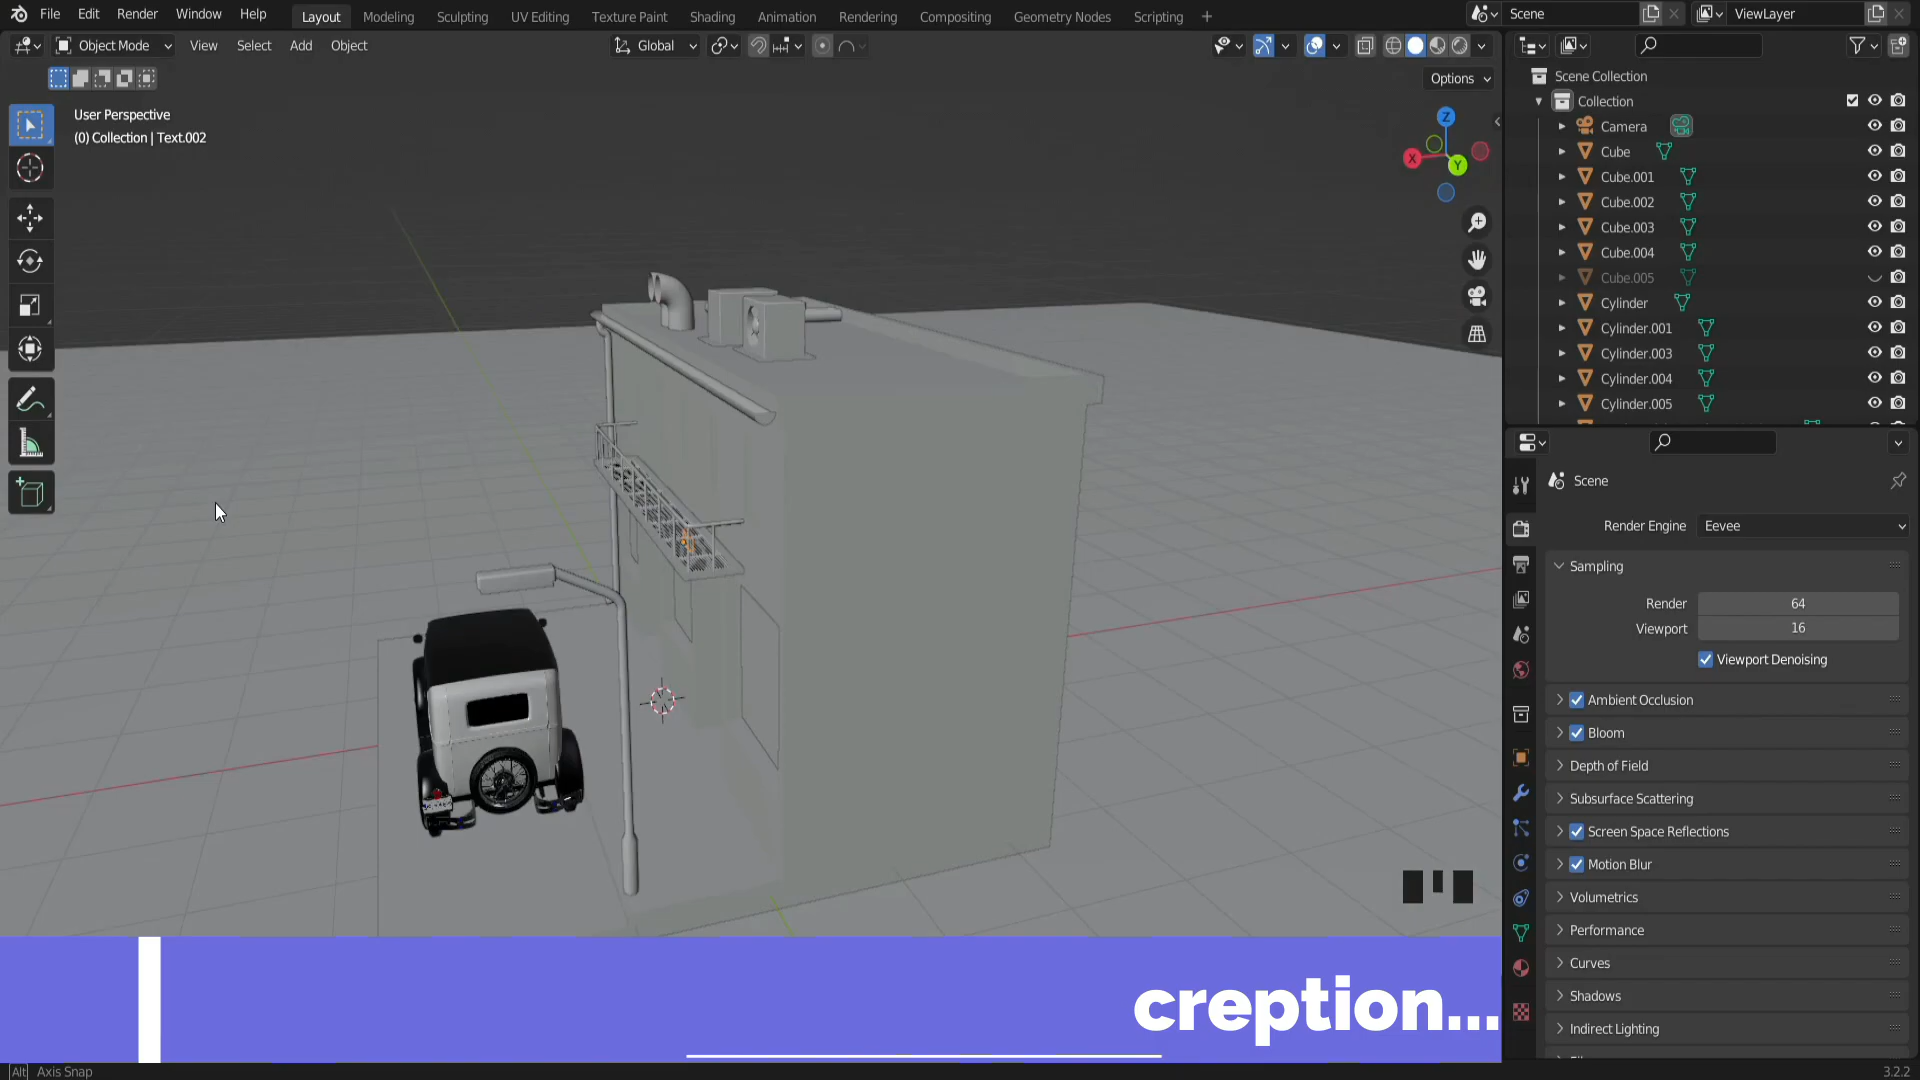 File Edit Render Window Help Layout Modeling Sculpting UV Editing Texture Paint Shading Animation Rendering Compositing Geometry Nodes Scripting + Scene ViewLayer
Object Mode View Select Add Object Global
Options
User Perspective
(0) Collection | Text.002
Z
X
Y
Scene Collection
Collection
Camera
Cube
Cube.001
Cube.002
Cube.003
Cube.004
Cube.005
Cylinder
Cylinder.001
Cylinder.003
Cylinder.004
Cylinder.005
Scene
Render Engine Eevee
Sampling
Render 64
Viewport 16
Viewport Denoising
Ambient Occlusion
Bloom
Depth of Field
Subsurface Scattering
Screen Space Reflections
Motion Blur
Volumetrics
Performance
Curves
Shadows
Indirect Lighting
creption...
Alt Axis Snap
3.2.2